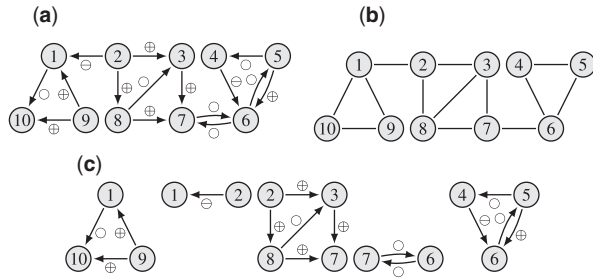 (a)
(b)
1 ⊖ 2 ⊕ 3 4 ○ 5
○ ⊕ ⊕ ○ ⊕ ⊖ ○ ⊕
10 ⊕ 9 8 ⊕ 7 ○ ○ 6
1 2 3 4 5
10 9 8 7 6
(c)
1 1 ⊖ 2 2 ⊕ 3 4 ○ 5
○ ⊕ ⊕ ○ ⊕ ⊖ ○ ⊕
10 ⊕ 9 8 ⊕ 7 7 ○ ○ 6 6